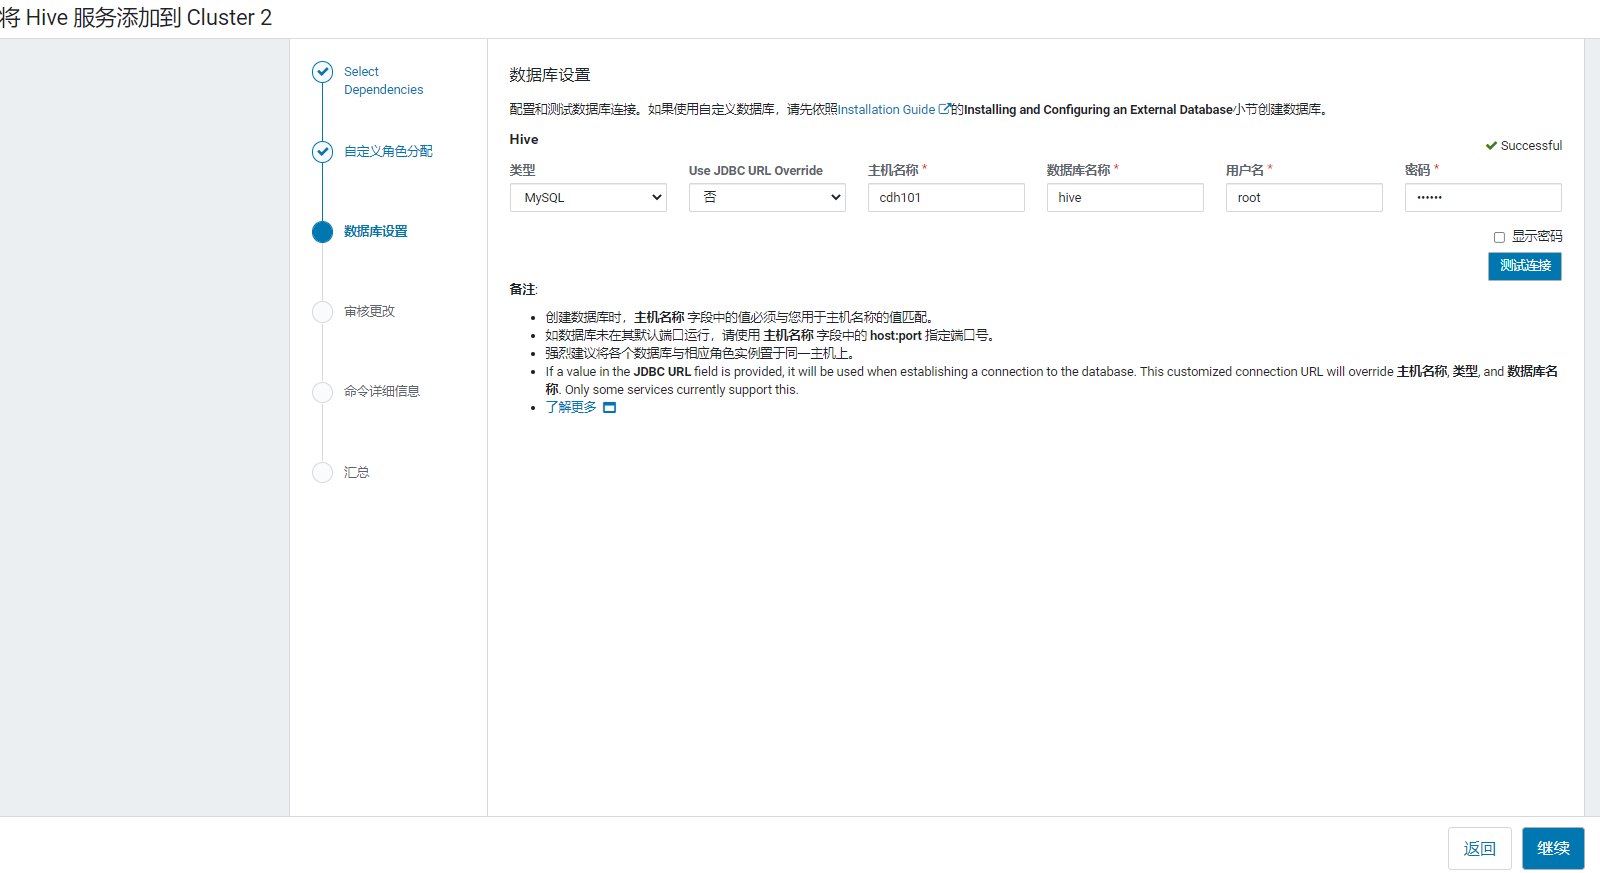 将 Hive 服务添加到 Cluster 2
Select
Dependencies
自定义角色分配
数据库设置
审核更改
命令详细信息
汇总
数据库设置
配置和测试数据库连接。如果使用自定义数据库，请先依照Installation Guide的Installing and Configuring an External Database小节创建数据库。
Hive
Successful
类型 Use JDBC URL Override 主机名称 * 数据库名称 * 用户名 * 密码 *
MySQL 否 cdh101 hive root ••••••
显示密码
测试连接
备注:
• 创建数据库时，主机名称 字段中的值必须与您用于主机名称的值匹配。
• 如数据库未在其默认端口运行，请使用 主机名称 字段中的 host:port 指定端口号。
• 强烈建议将各个数据库与相应角色实例置于同一主机上。
• If a value in the JDBC URL field is provided, it will be used when establishing a connection to the database. This customized connection URL will override 主机名称, 类型, and 数据库名
称. Only some services currently support this.
• 了解更多
返回 继续